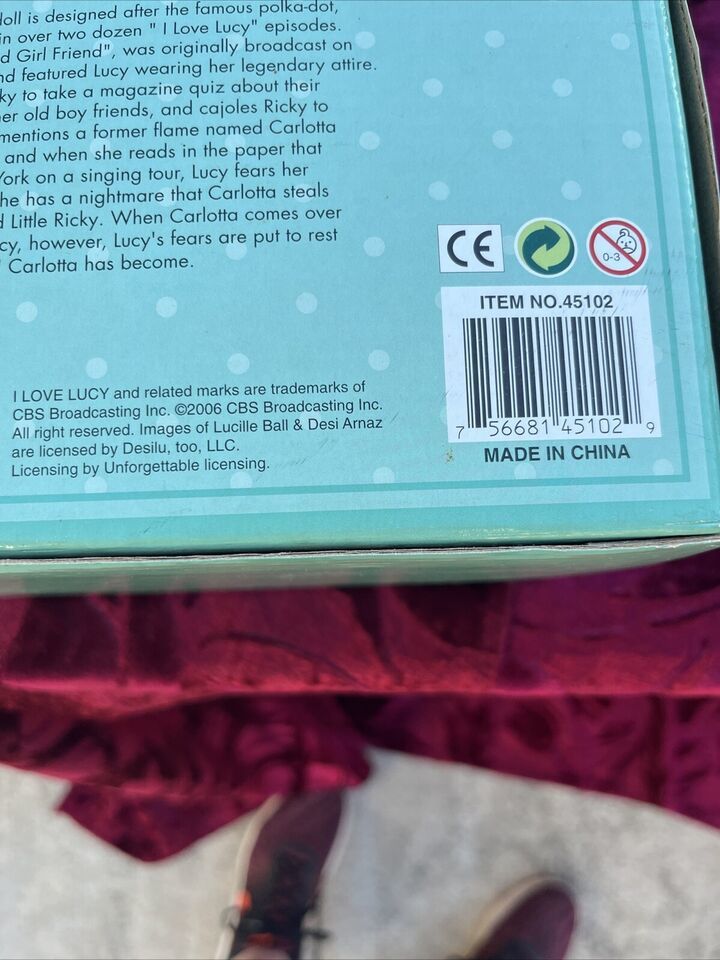 doll is designed after the famous polka-dot,
in over two dozen " I Love Lucy" episodes.
d Girl Friend", was originally broadcast on
nd featured Lucy wearing her legendary attire.
ky to take a magazine quiz about their
er old boy friends, and cajoles Ricky to
mentions a former flame named Carlotta
and when she reads in the paper that
York on a singing tour, Lucy fears her
he has a nightmare that Carlotta steals
d Little Ricky. When Carlotta comes over
cy, however, Lucy's fears are put to rest
Carlotta has become.
CE
0-3
ITEM NO.45102
7 56681 45102 9
MADE IN CHINA
I LOVE LUCY and related marks are trademarks of
CBS Broadcasting Inc. ©2006 CBS Broadcasting Inc.
All right reserved. Images of Lucille Ball & Desi Arnaz
are licensed by Desilu, too, LLC.
Licensing by Unforgettable licensing.